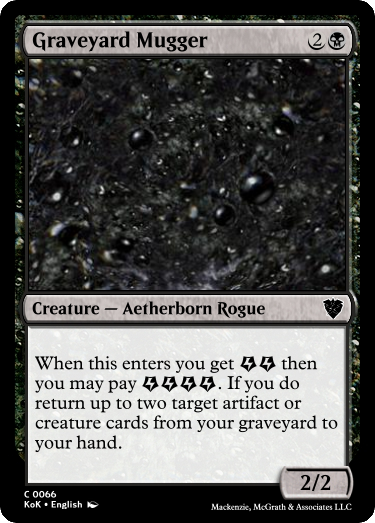 Graveyard Mugger 2
Creature — Aetherborn Rogue
When this enters you get then
you may pay . If you do
return up to two target artifact or
creature cards from your graveyard to
your hand.
2/2
C 0066
KoK • English
Mackenzie, McGrath & Associates LLC